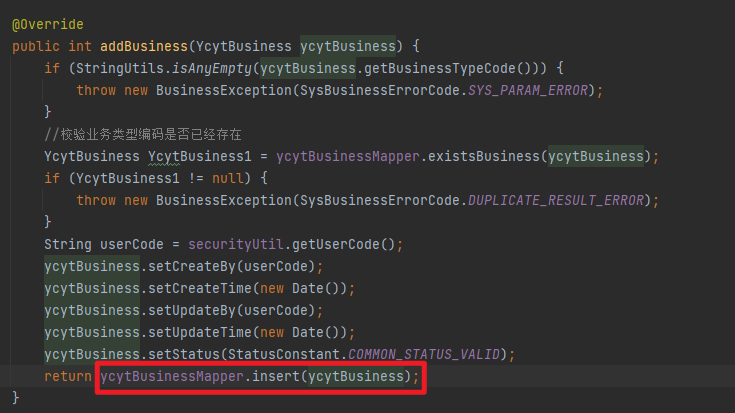 @Override
public int addBusiness(YcytBusiness ycytBusiness) {
if (StringUtils.isAnyEmpty(ycytBusiness.getBusinessTypeCode())) {
throw new BusinessException(SysBusinessErrorCode.SYS_PARAM_ERROR);
}
//校验业务类型编码是否已经存在
YcytBusiness YcytBusiness1 = ycytBusinessMapper.existsBusiness(ycytBusiness);
if (YcytBusiness1 != null) {
throw new BusinessException(SysBusinessErrorCode.DUPLICATE_RESULT_ERROR);
}
String userCode = securityUtil.getUserCode();
ycytBusiness.setCreateBy(userCode);
ycytBusiness.setCreateTime(new Date());
ycytBusiness.setUpdateBy(userCode);
ycytBusiness.setUpdateTime(new Date());
ycytBusiness.setStatus(StatusConstant.COMMON_STATUS_VALID);
return ycytBusinessMapper.insert(ycytBusiness);
}